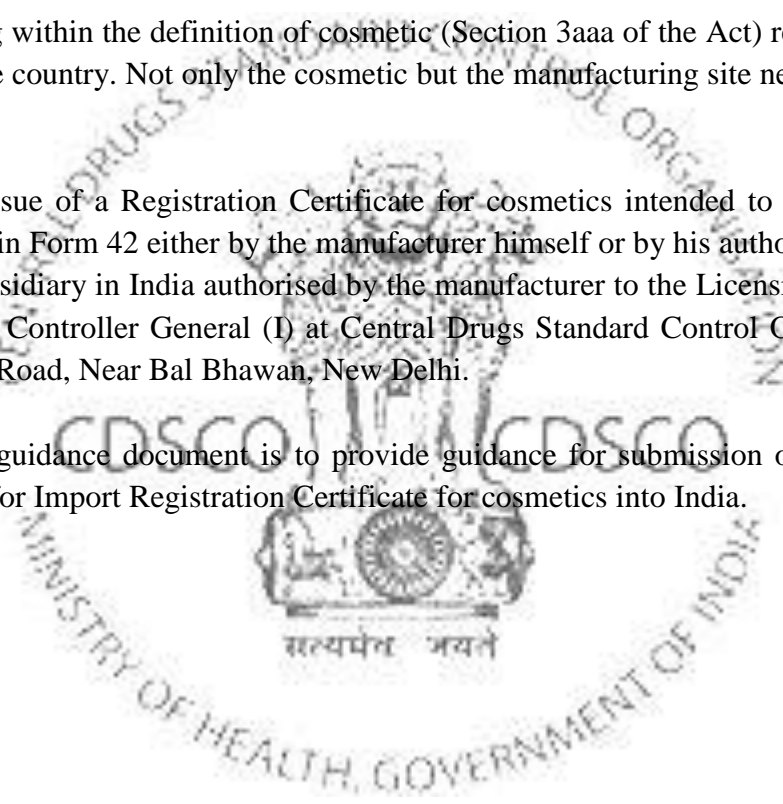 g within the definition of cosmetic (Section 3aaa of the Act) re
e country. Not only the cosmetic but the manufacturing site ne
sue of a Registration Certificate for cosmetics intended to
in Form 42 either by the manufacturer himself or by his autho
sidiary in India authorised by the manufacturer to the Licensi
Controller General (I) at Central Drugs Standard Control O
Road, Near Bal Bhawan, New Delhi.
guidance document is to provide guidance for submission o
for Import Registration Certificate for cosmetics into India.
DRUGS STANDARD CONTROL ORGANISATION
CDSCO CDSCO
सत्यमेव जयते
MINISTRY OF HEALTH, GOVERNMENT OF INDIA